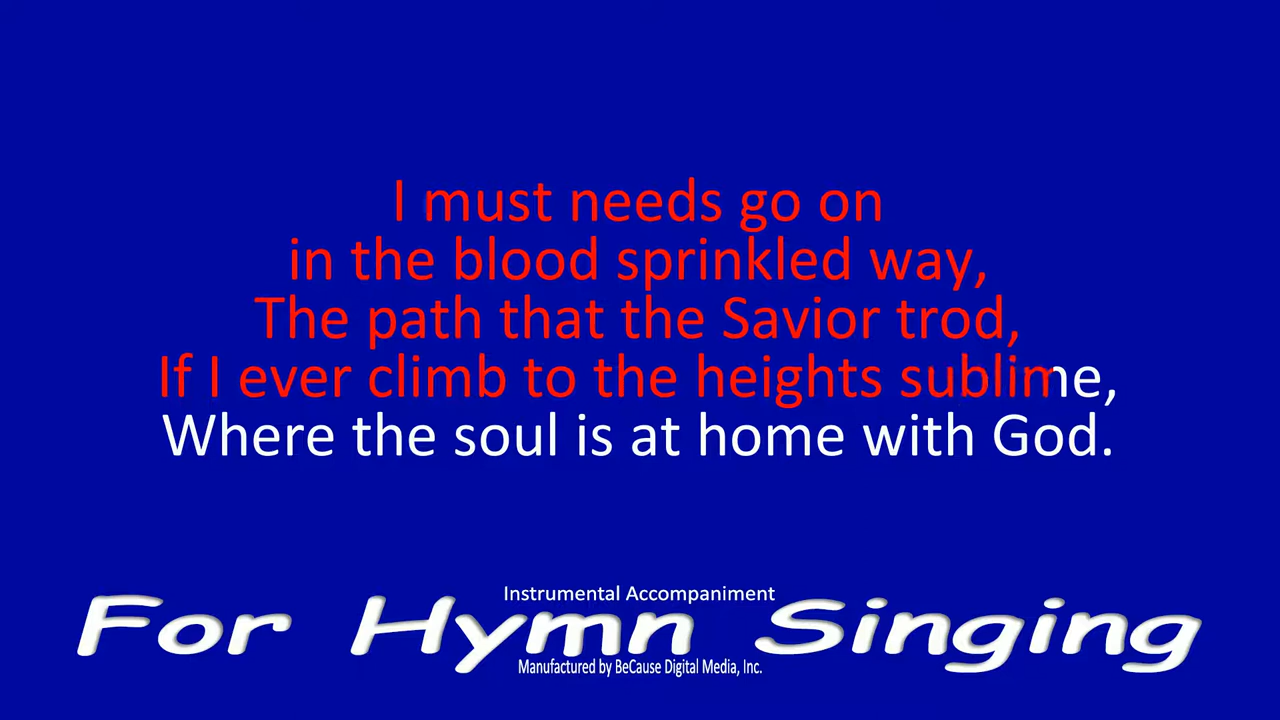 I must needs go on
in the blood sprinkled way,
The path that the Savior trod,
If I ever climb to the heights sublime,
Where the soul is at home with God.
Instrumental Accompaniment
For Hymn Singing
Manufactured by BeCause Digital Media, Inc.